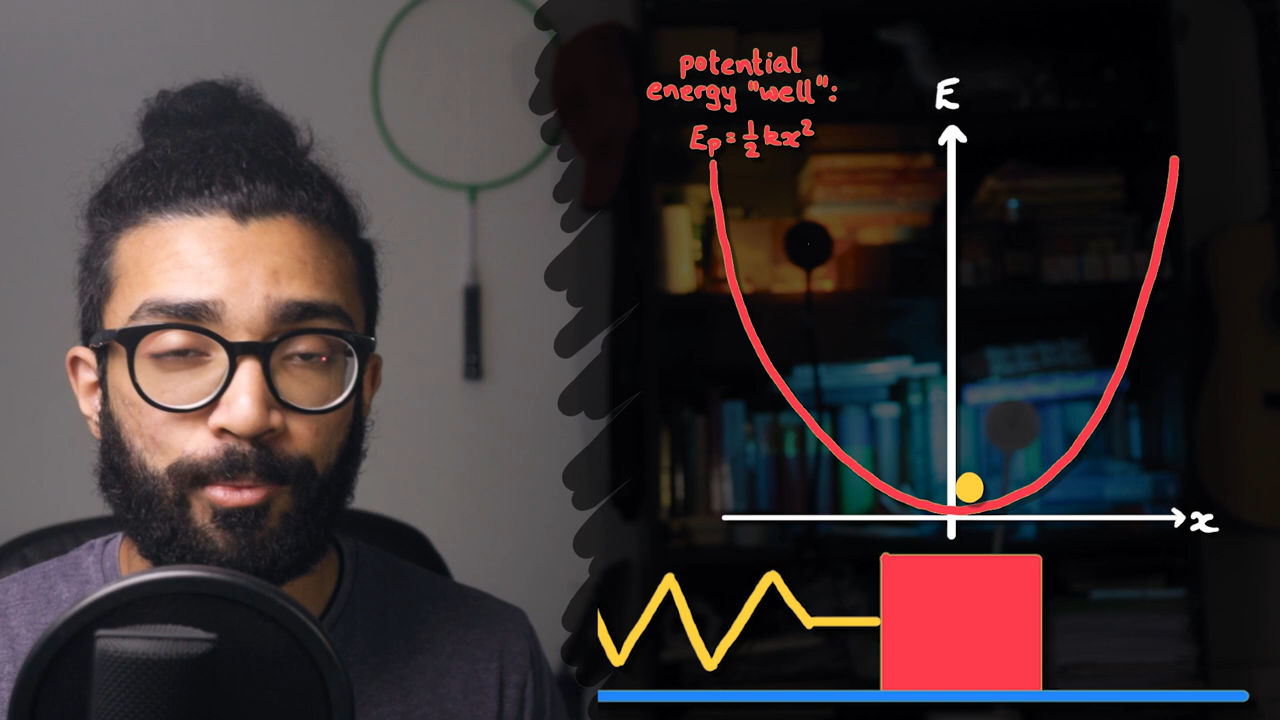 potential
energy "well":
Eₚ = ½kx²
E
x